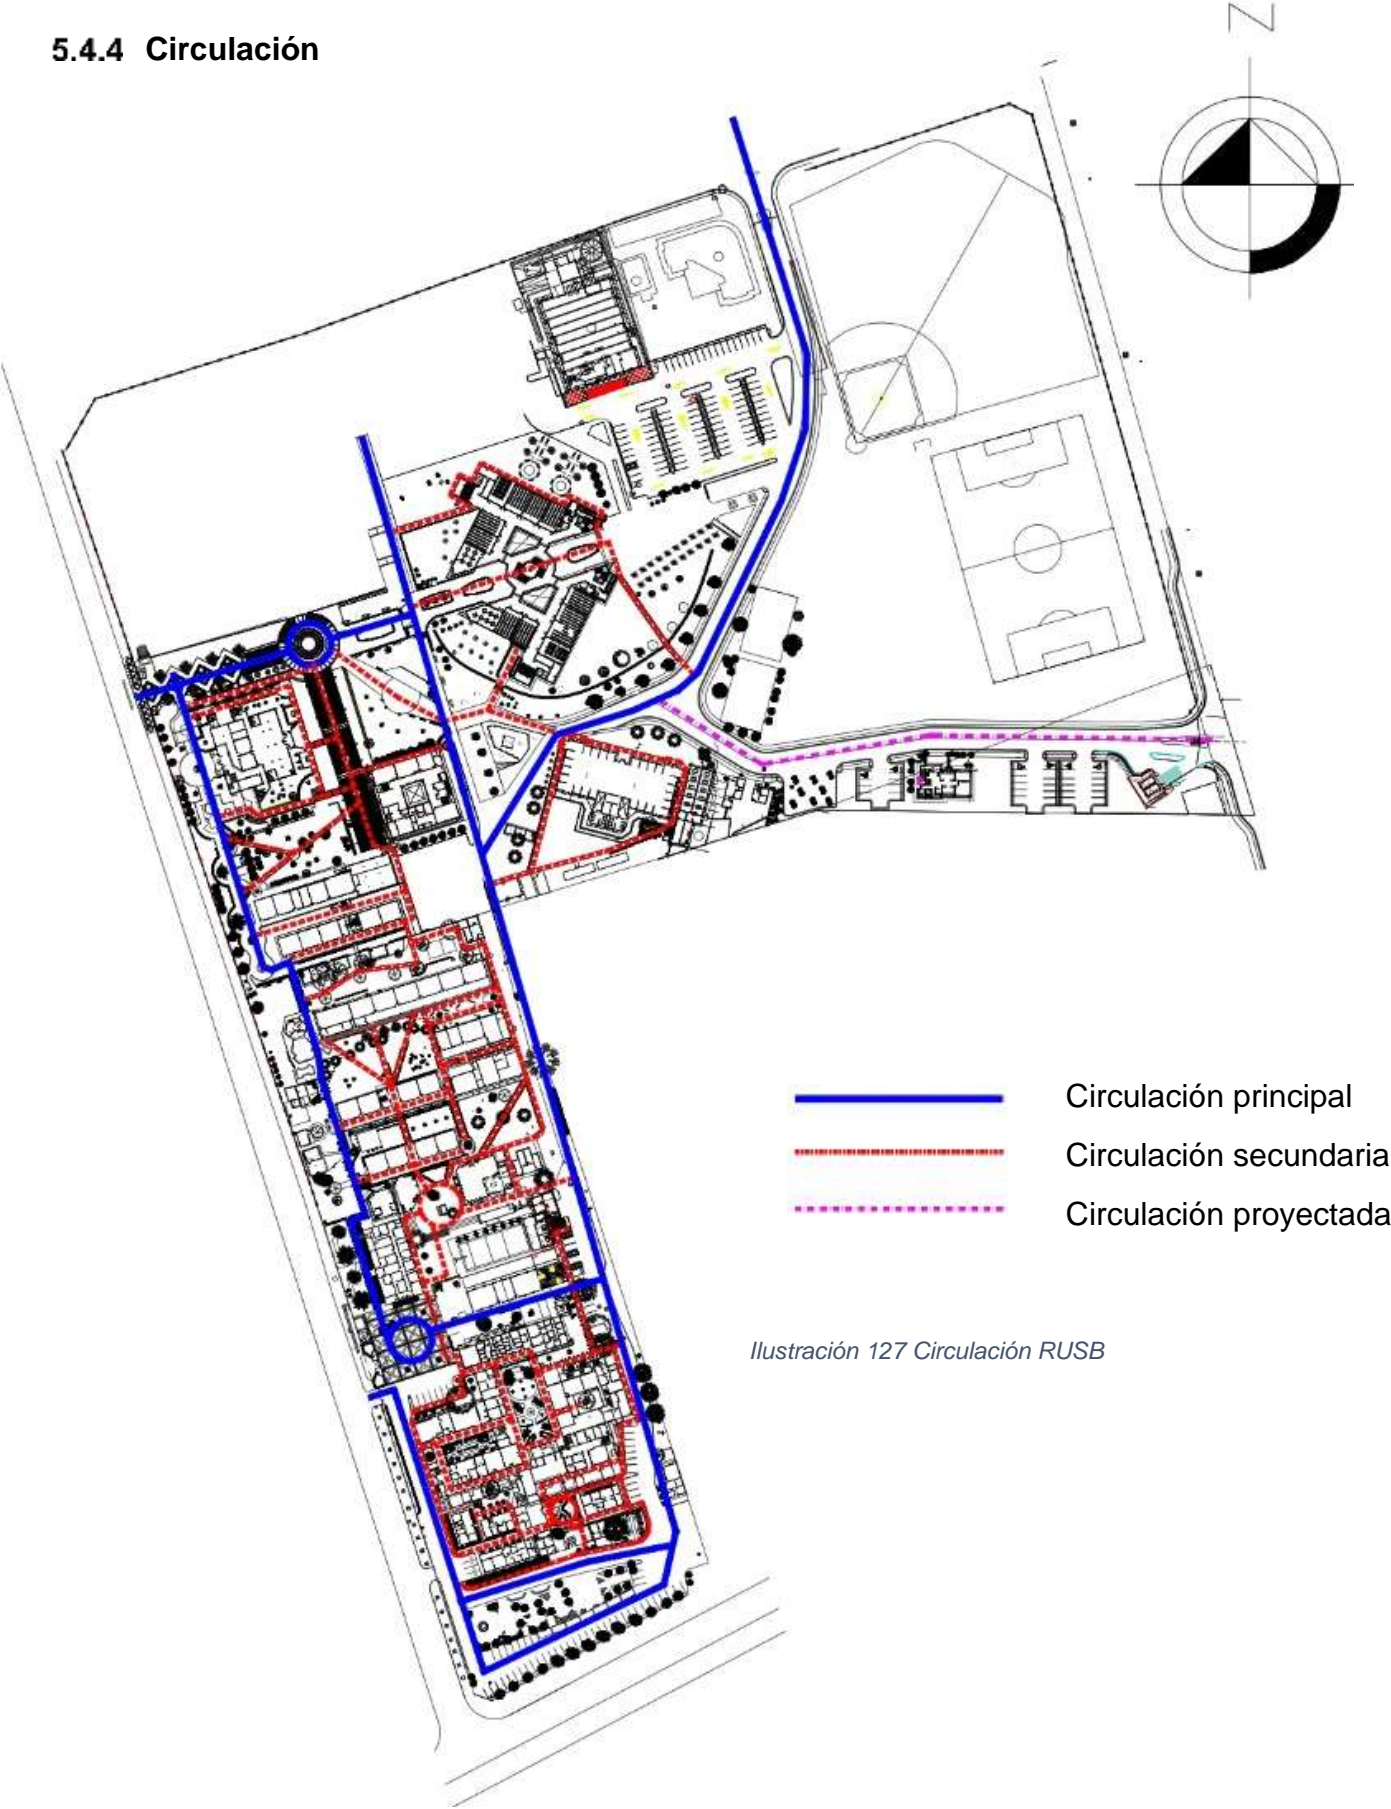 5.4.4 Circulación
N
Circulación principal
Circulación secundaria
Circulación proyectada
Ilustración 127 Circulación RUSB